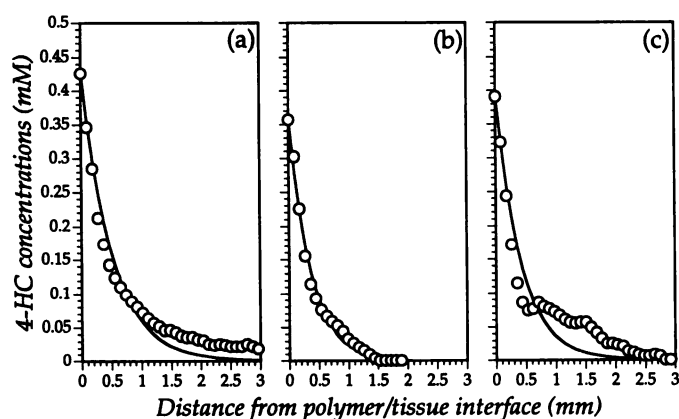 4-HC concentrations (mM)
0.5
0.45
0.4
0.35
0.3
0.25
0.2
0.15
0.1
0.05
0
(a) (b) (c)
0 0.5 1 1.5 2 2.5 3 0 0.5 1 1.5 2 2.5 3 0 0.5 1 1.5 2 2.5 3
Distance from polymer/tissue interface (mm)